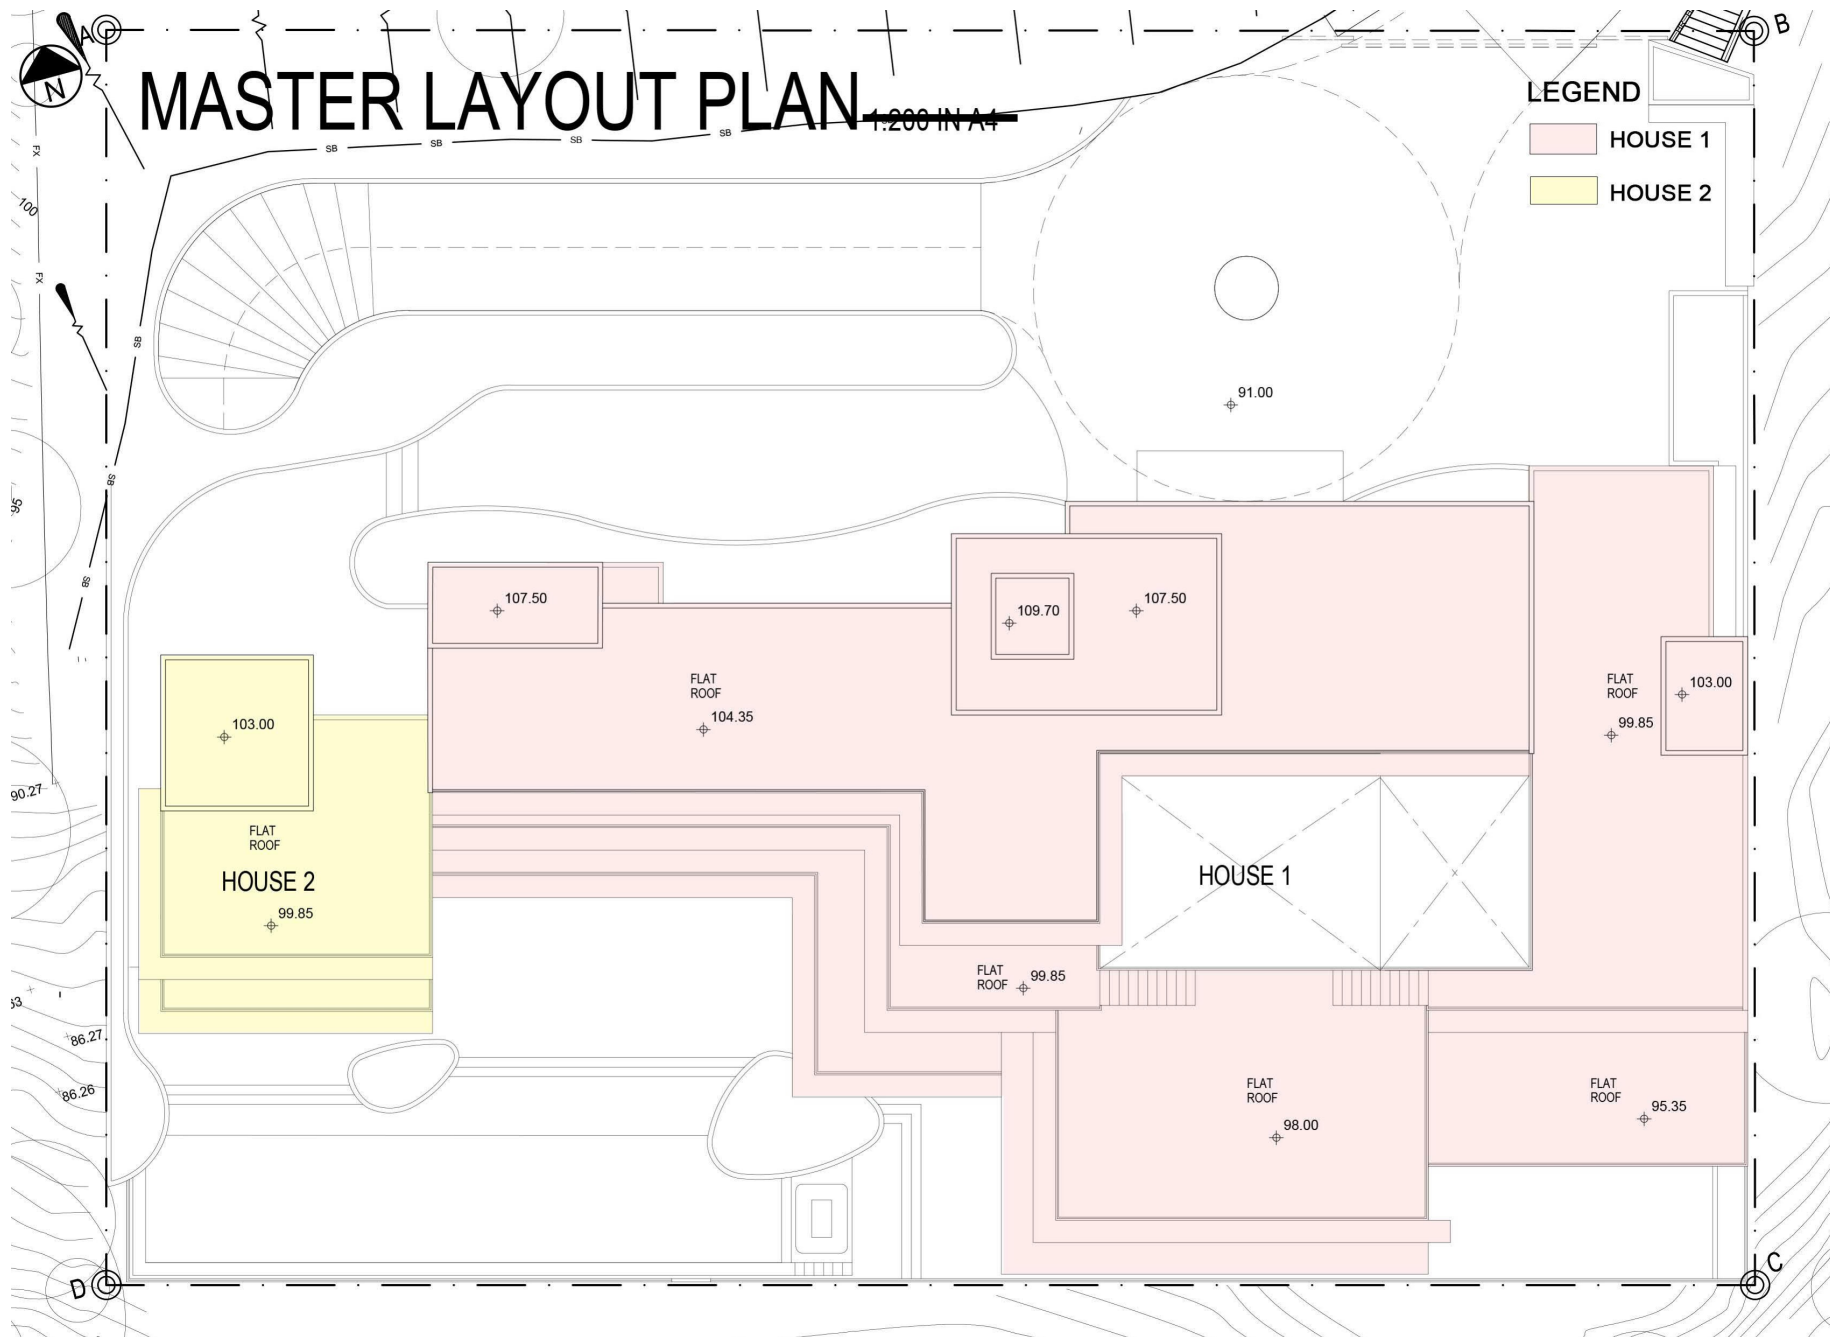 A
B
N
MASTER LAYOUT PLAN
1:200 IN A4
LEGEND
HOUSE 1
HOUSE 2
SB
SB
SB
SB
SB
SB
SB
SB
FX
FX
100
95
91.00
107.50
109.70
107.50
FLAT
ROOF
104.35
FLAT
ROOF
99.85
103.00
103.00
FLAT
ROOF
HOUSE 2
99.85
HOUSE 1
90.27
FLAT
ROOF
99.85
86.27
86.26
FLAT
ROOF
98.00
FLAT
ROOF
95.35
D
C